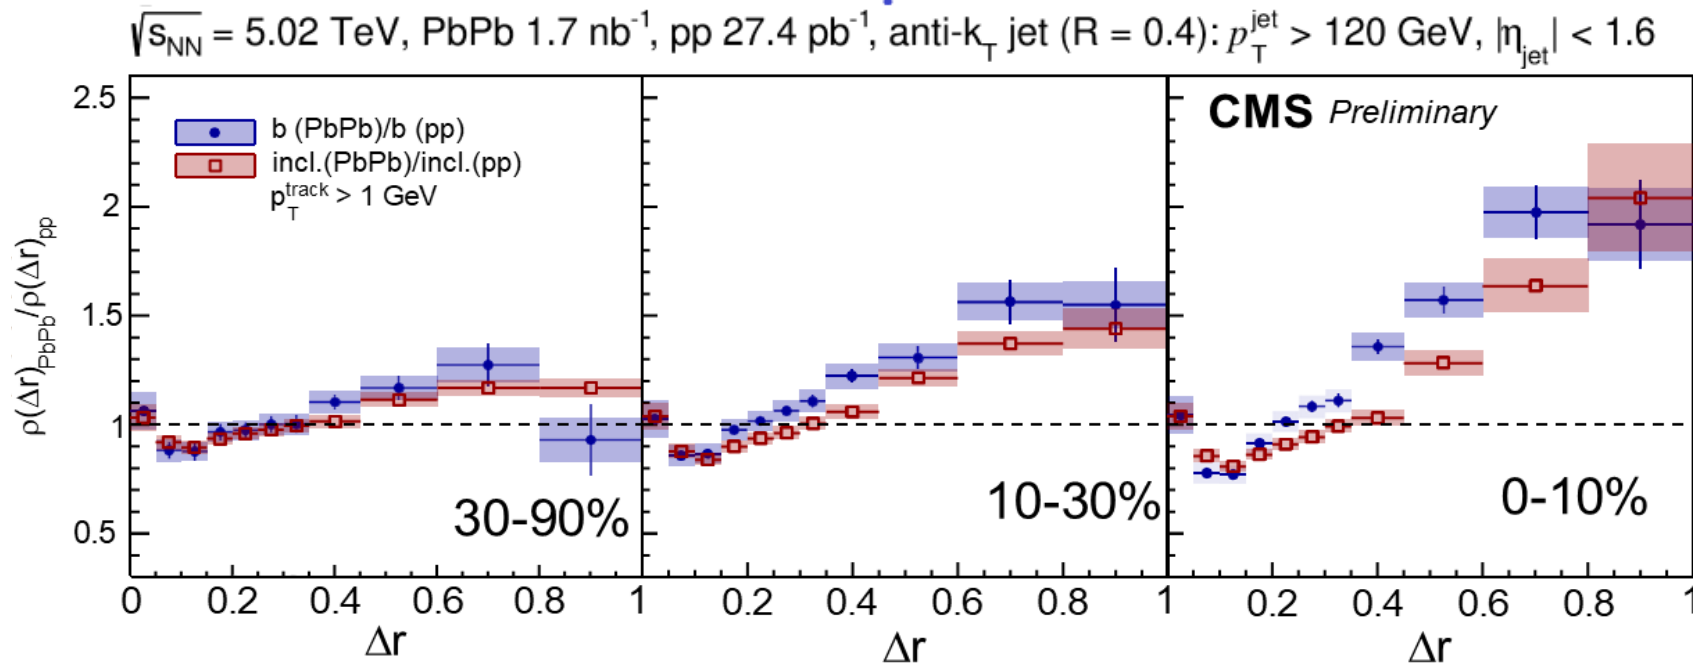 √sNN = 5.02 TeV, PbPb 1.7 nb⁻¹, pp 27.4 pb⁻¹, anti-kT jet (R = 0.4): pTjet > 120 GeV, |ηjet| < 1.6
ρ(Δr)PbPb/ρ(Δr)pp
2.5
2
1.5
1
0.5
b (PbPb)/b (pp)
incl.(PbPb)/incl.(pp)
pTtrack > 1 GeV
CMS Preliminary
30-90%
10-30%
0-10%
0 0.2 0.4 0.6 0.8 1 0.2 0.4 0.6 0.8 1 0.2 0.4 0.6 0.8 1
Δr Δr Δr